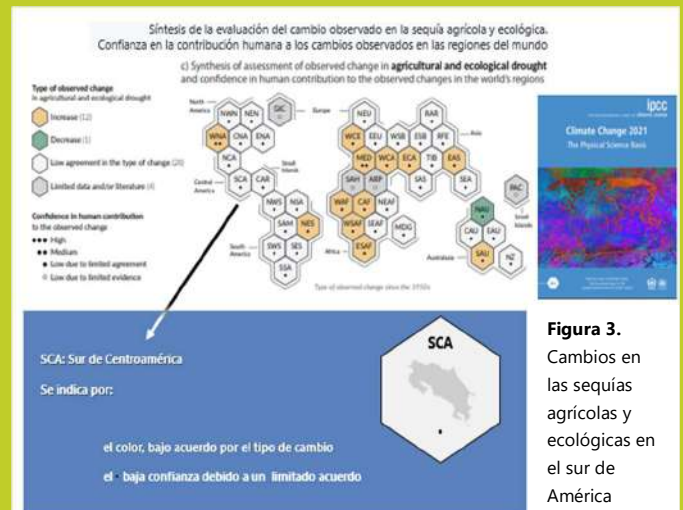 Síntesis de la evaluación del cambio observado en la sequía agrícola y ecológica.
Confianza en la contribución humana a los cambios observados en las regiones del mundo
c) Synthesis of assessment of observed change in agricultural and ecological drought
and confidence in human contribution to the observed changes in the world's regions
Type of observed change
in agricultural and ecological drought
Increase (12)
Decrease (1)
Low agreement in the type of change (28)
Limited data and/or literature (4)
Confidence in human contribution
to the observed change
●●● High
●● Medium
● Low due to limited agreement
○ Low due to limited evidence
North
America
NWN NEN
WNA CNA ENA
NCA
SCA CAR
Central
America
Small
Islands
GIC
Europe
NEU
WCE EEU WSB ESB RFE
RAR
Asia
MED WCA ECA TIB EAS
SAH ARP SAS SEA
WAF CAF NEAF
WSAF SEAF MDG
ESAF
Africa
NWS NSA
SAM NES
SWS SES
SSA
South
America
NAU
CAU EAU
SAU NZ
Australasia
PAC
Small
Islands
Type of observed change since the 1950s
ipcc
Climate Change 2021
The Physical Science Basis
SCA: Sur de Centroamérica
Se indica por:
el color, bajo acuerdo por el tipo de cambio
el · baja confianza debido a un limitado acuerdo
SCA
Figura 3.
Cambios en
las sequías
agrícolas y
ecológicas en
el sur de
América